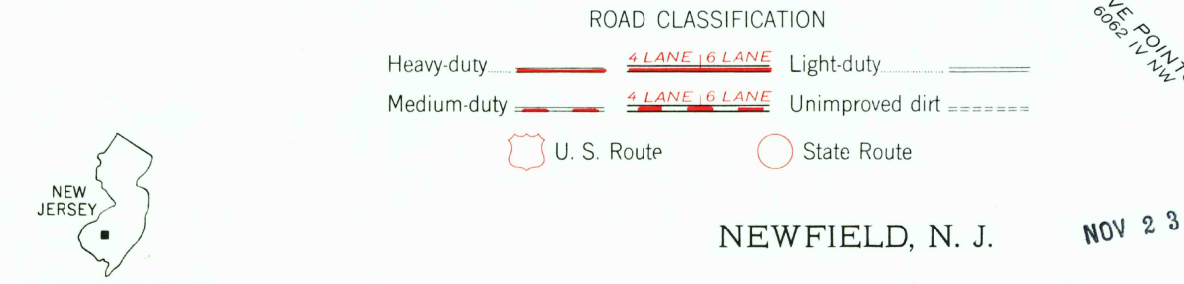 ROAD CLASSIFICATION
Heavy-duty 4 LANE 6 LANE Light-duty
Medium-duty 4 LANE 6 LANE Unimproved dirt
U. S. Route State Route
NEW
JERSEY
NEWFIELD, N. J.
NOV 2 3
6062 IV NW